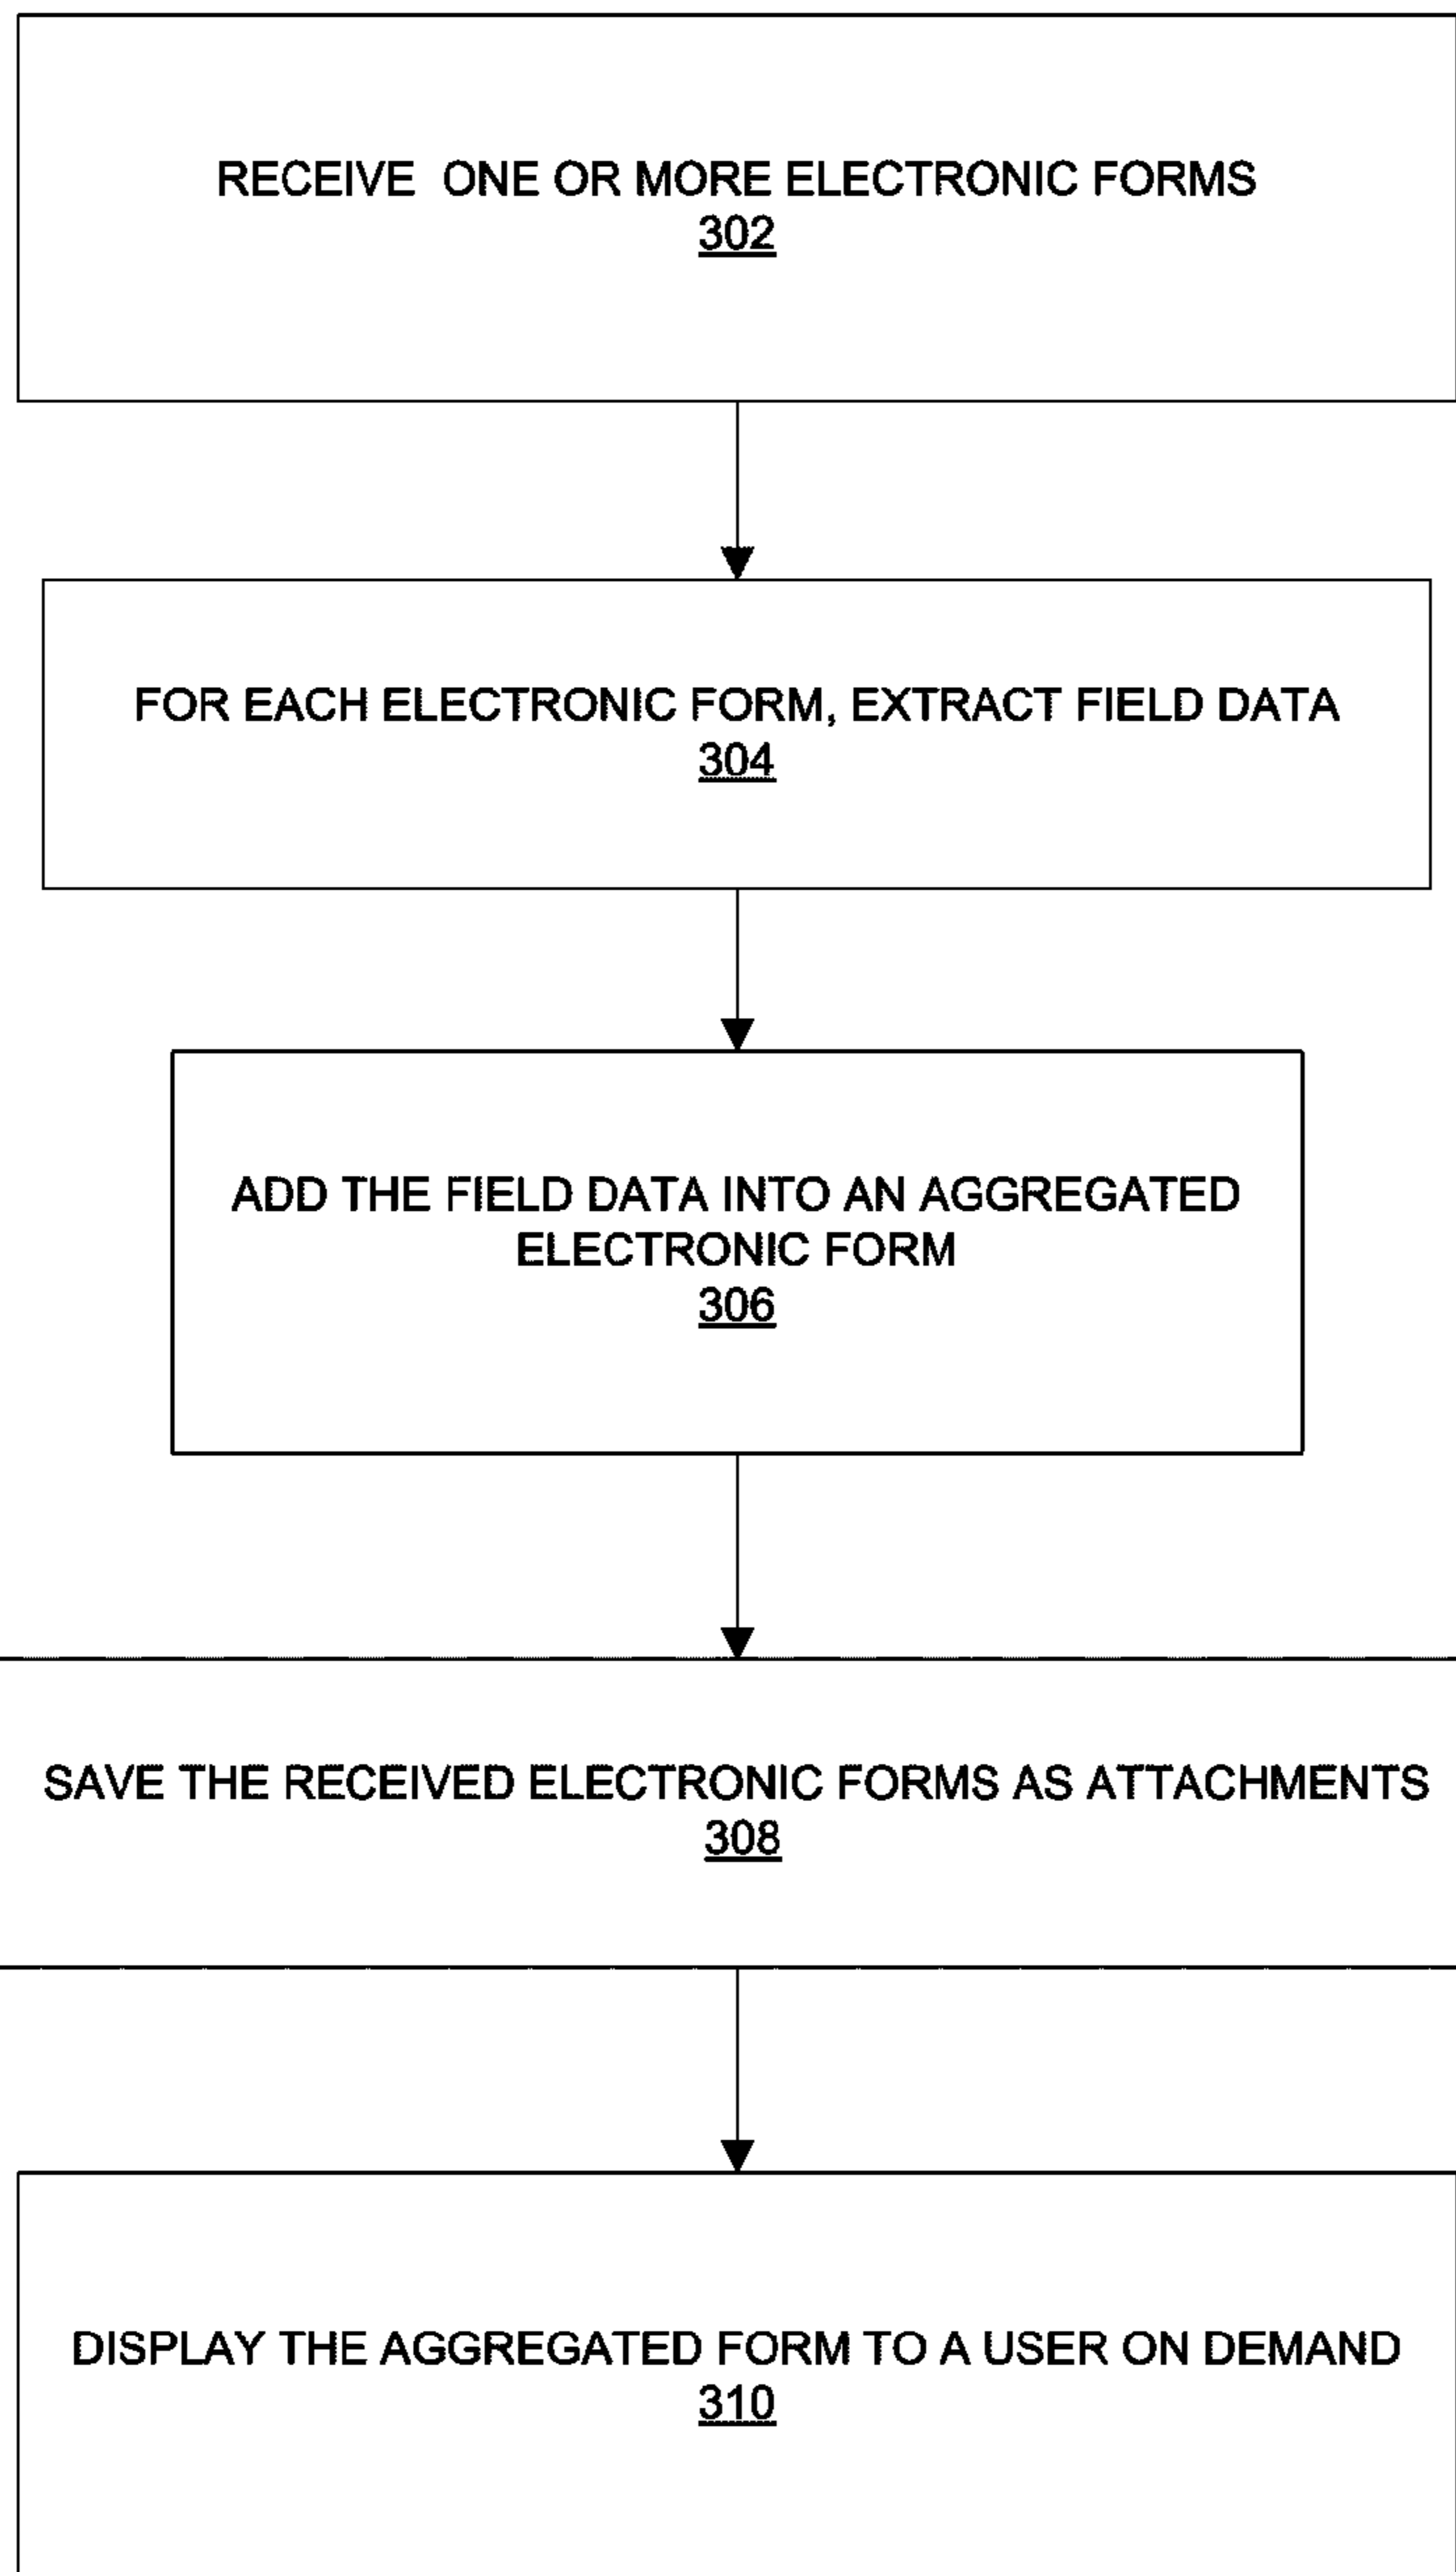 RECEIVE ONE OR MORE ELECTRONIC FORMS
302
FOR EACH ELECTRONIC FORM, EXTRACT FIELD DATA
304
ADD THE FIELD DATA INTO AN AGGREGATED
ELECTRONIC FORM
306
SAVE THE RECEIVED ELECTRONIC FORMS AS ATTACHMENTS
308
DISPLAY THE AGGREGATED FORM TO A USER ON DEMAND
310